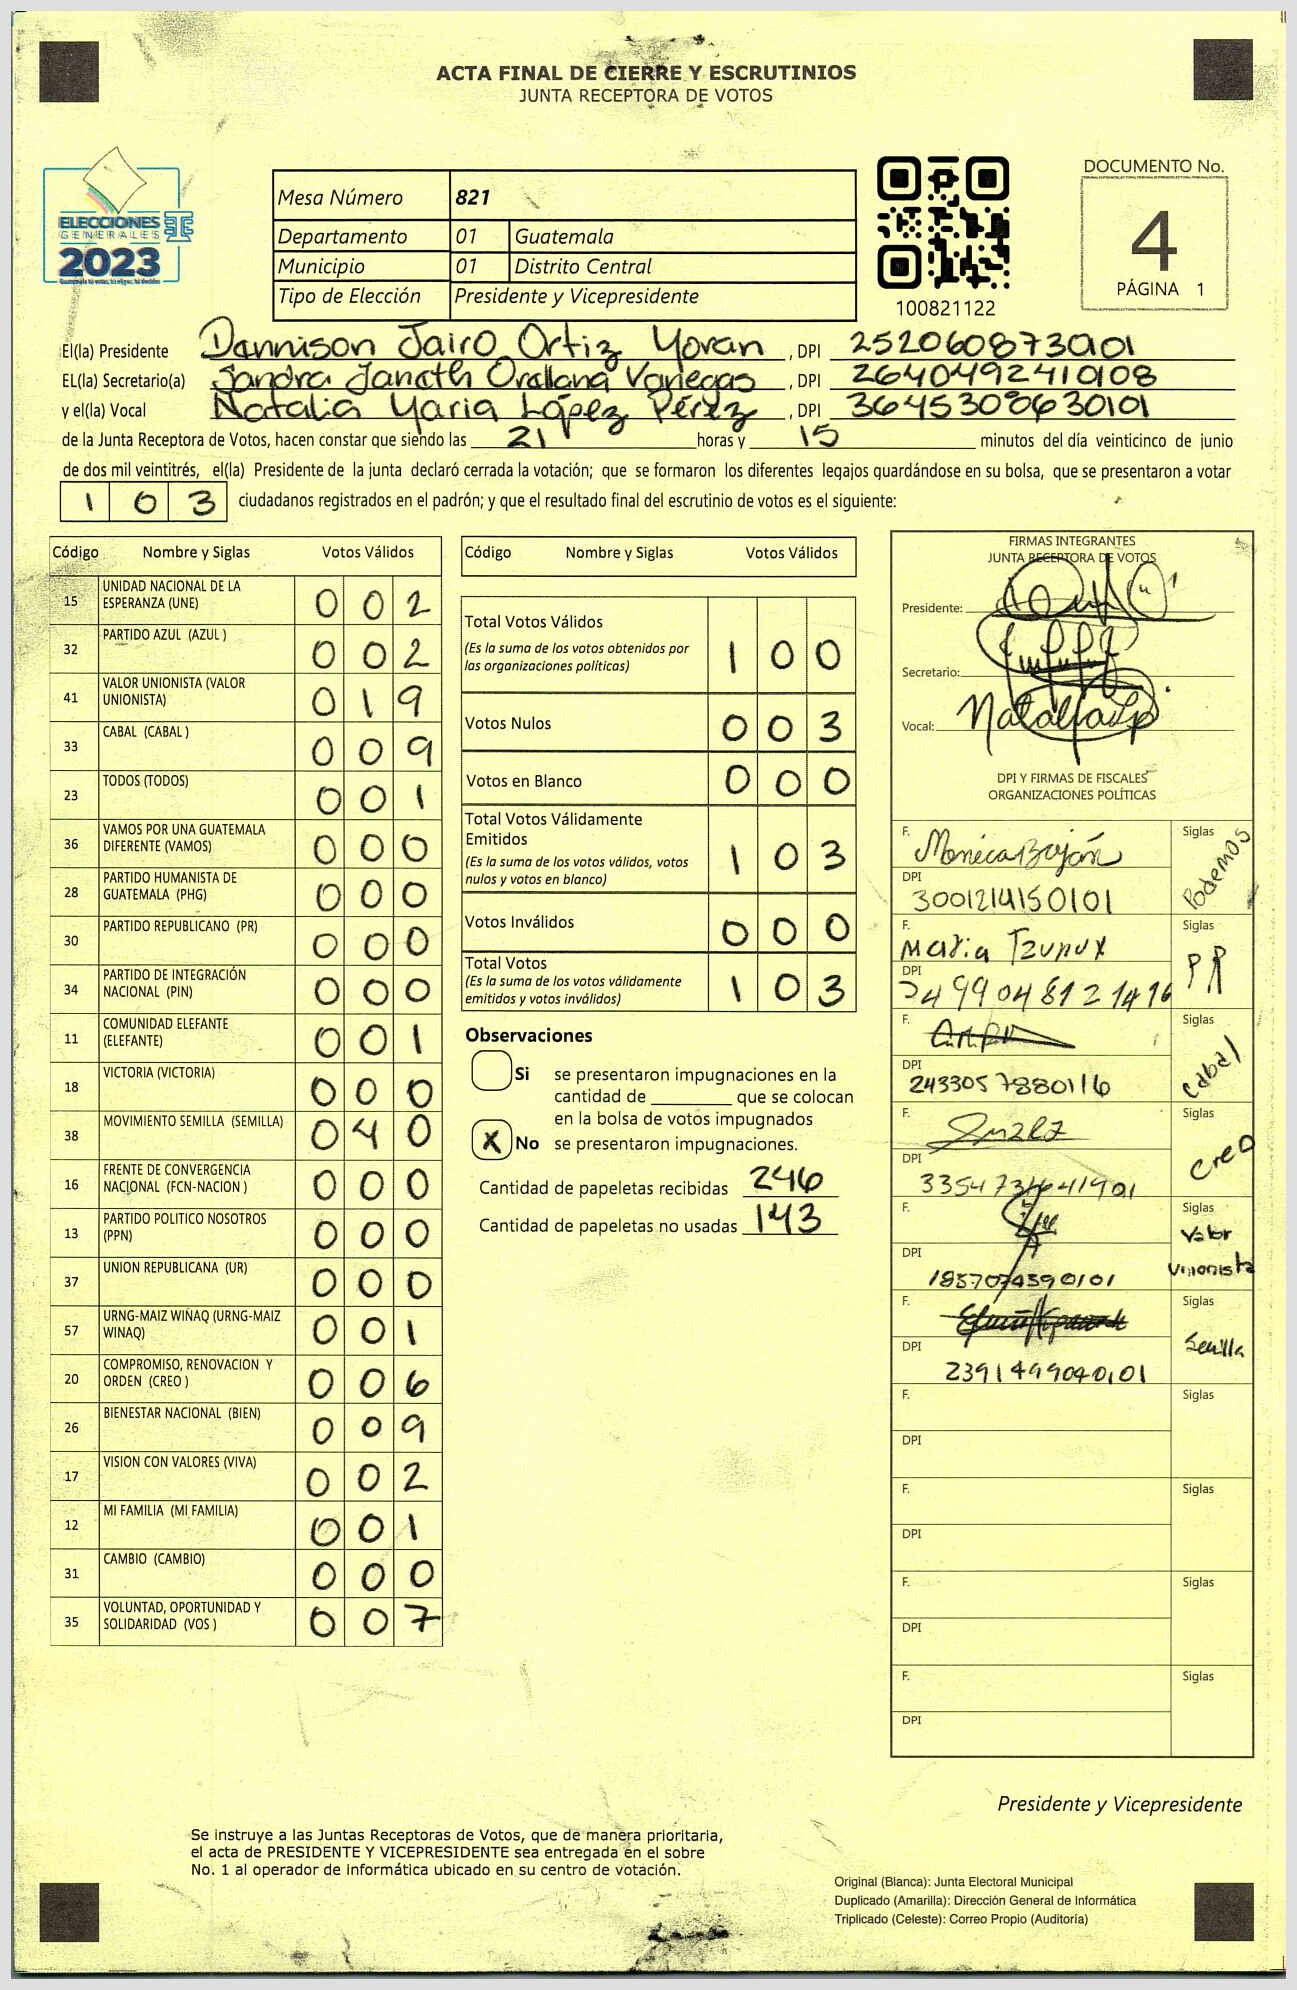 ACTA FINAL DE CIERRE Y ESCRUTINIOS
JUNTA RECEPTORA DE VOTOS
ELECCIONES
GENERALES
2023
Mesa Número 821
Departamento 01 Guatemala
Municipio 01 Distrito Central
Tipo de Elección Presidente y Vicepresidente
100821122
DOCUMENTO No.
4
PÁGINA 1
El(la) Presidente Dannison Jairo Ortiz , DPI 2520608730101
EL(la) Secretario(a) Sandra Janeth Orellana Vanegas , DPI 2640492410108
y el(la) Vocal Natalia Maria López Pérez , DPI 3645308630101
de la Junta Receptora de Votos, hacen constar que siendo las 21 horas y 15 minutos del día veinticinco de junio
de dos mil veintitrés, el(la) Presidente de la junta declaró cerrada la votación; que se formaron los diferentes legajos quardándose en su bolsa, que se presentaron a votar
1 0 3 ciudadanos registrados en el padrón; y que el resultado final del escrutinio de votos es el siguiente:
Código Nombre y Siglas Votos Válidos
15 UNIDAD NACIONAL DE LA ESPERANZA (UNE) 0 0 2
32 PARTIDO AZUL (AZUL ) 0 0 2
41 VALOR UNIONISTA (VALOR UNIONISTA) 0 1 9
33 CABAL (CABAL ) 0 0 9
23 TODOS (TODOS) 0 0 1
36 VAMOS POR UNA GUATEMALA DIFERENTE (VAMOS) 0 0 0
28 PARTIDO HUMANISTA DE GUATEMALA (PHG) 0 0 0
30 PARTIDO REPUBLICANO (PR) 0 0 0
34 PARTIDO DE INTEGRACIÓN NACIONAL (PIN) 0 0 0
11 COMUNIDAD ELEFANTE (ELEFANTE) 0 0 1
18 VICTORIA (VICTORIA) 0 0 0
38 MOVIMIENTO SEMILLA (SEMILLA) 0 4 0
16 FRENTE DE CONVERGENCIA NACIONAL (FCN-NACION ) 0 0 0
13 PARTIDO POLITICO NOSOTROS (PPN) 0 0 0
37 UNION REPUBLICANA (UR) 0 0 0
57 URNG-MAIZ WINAQ (URNG-MAIZ WINAQ) 0 0 1
20 COMPROMISO, RENOVACION Y ORDEN (CREO ) 0 0 6
26 BIENESTAR NACIONAL (BIEN) 0 0 9
17 VISION CON VALORES (VIVA) 0 0 2
12 MI FAMILIA (MI FAMILIA) 0 0 1
31 CAMBIO (CAMBIO) 0 0 0
35 VOLUNTAD, OPORTUNIDAD Y SOLIDARIDAD (VOS ) 0 0 7
Código Nombre y Siglas Votos Válidos
Total Votos Válidos 1 0 0
(Es la suma de los votos obtenidos por
las organizaciones políticas)
Votos Nulos 0 0 3
Votos en Blanco 0 0 0
Total Votos Válidamente
Emitidos 1 0 3
(Es la suma de los votos válidos, votos
nulos y votos en blanco)
Votos Inválidos 0 0 0
Total Votos 1 0 3
(Es la suma de los votos válidamente
emitidos y votos inválidos)
Observaciones
Si se presentaron impugnaciones en la
cantidad de ________ que se colocan
en la bolsa de votos impugnados
X No se presentaron impugnaciones.
Cantidad de papeletas recibidas 246
Cantidad de papeletas no usadas 143
FIRMAS INTEGRANTES
JUNTA RECEPTORA DE VOTOS
Presidente:
Secretario:
Vocal:
DPI Y FIRMAS DE FISCALES
ORGANIZACIONES POLÍTICAS
F. Siglas Podemos
DPI 3001214150101
F. Maria Siglas PR
DPI
F. Siglas Cabal
DPI 2433057880116
F. Siglas Creo
DPI
F. Siglas Valor Unionista
DPI 1857074590101
F. Siglas Semilla
DPI 2391499040101
F. Siglas
DPI
F. Siglas
DPI
F. Siglas
DPI
F. Siglas
DPI
Presidente y Vicepresidente
Se instruye a las Juntas Receptoras de Votos, que de manera prioritaria,
el acta de PRESIDENTE Y VICEPRESIDENTE sea entregada en el sobre
No. 1 al operador de informática ubicado en su centro de votación.
Original (Blanca): Junta Electoral Municipal
Duplicado (Amarilla): Dirección General de Informática
Triplicado (Celeste): Correo Propio (Auditoría)